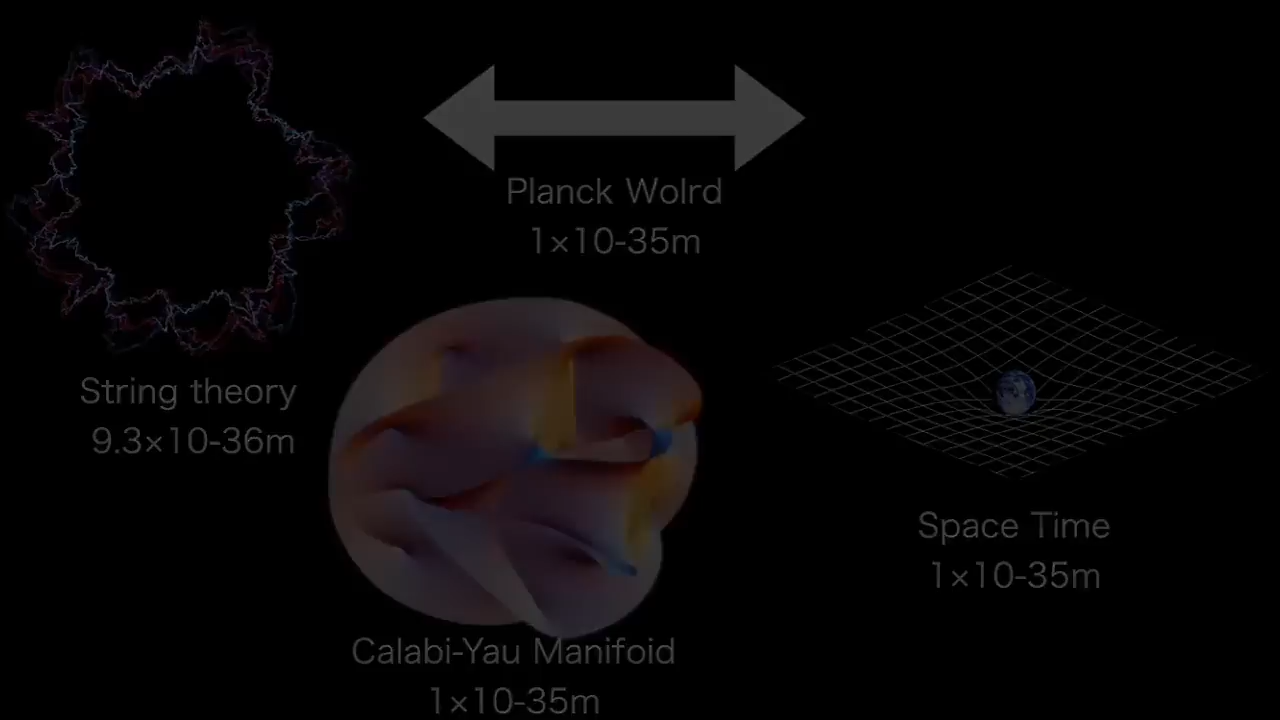 Planck Wolrd
1×10-35m
String theory
9.3×10-36m
Space Time
1×10-35m
Calabi-Yau Manifoid
1×10-35m